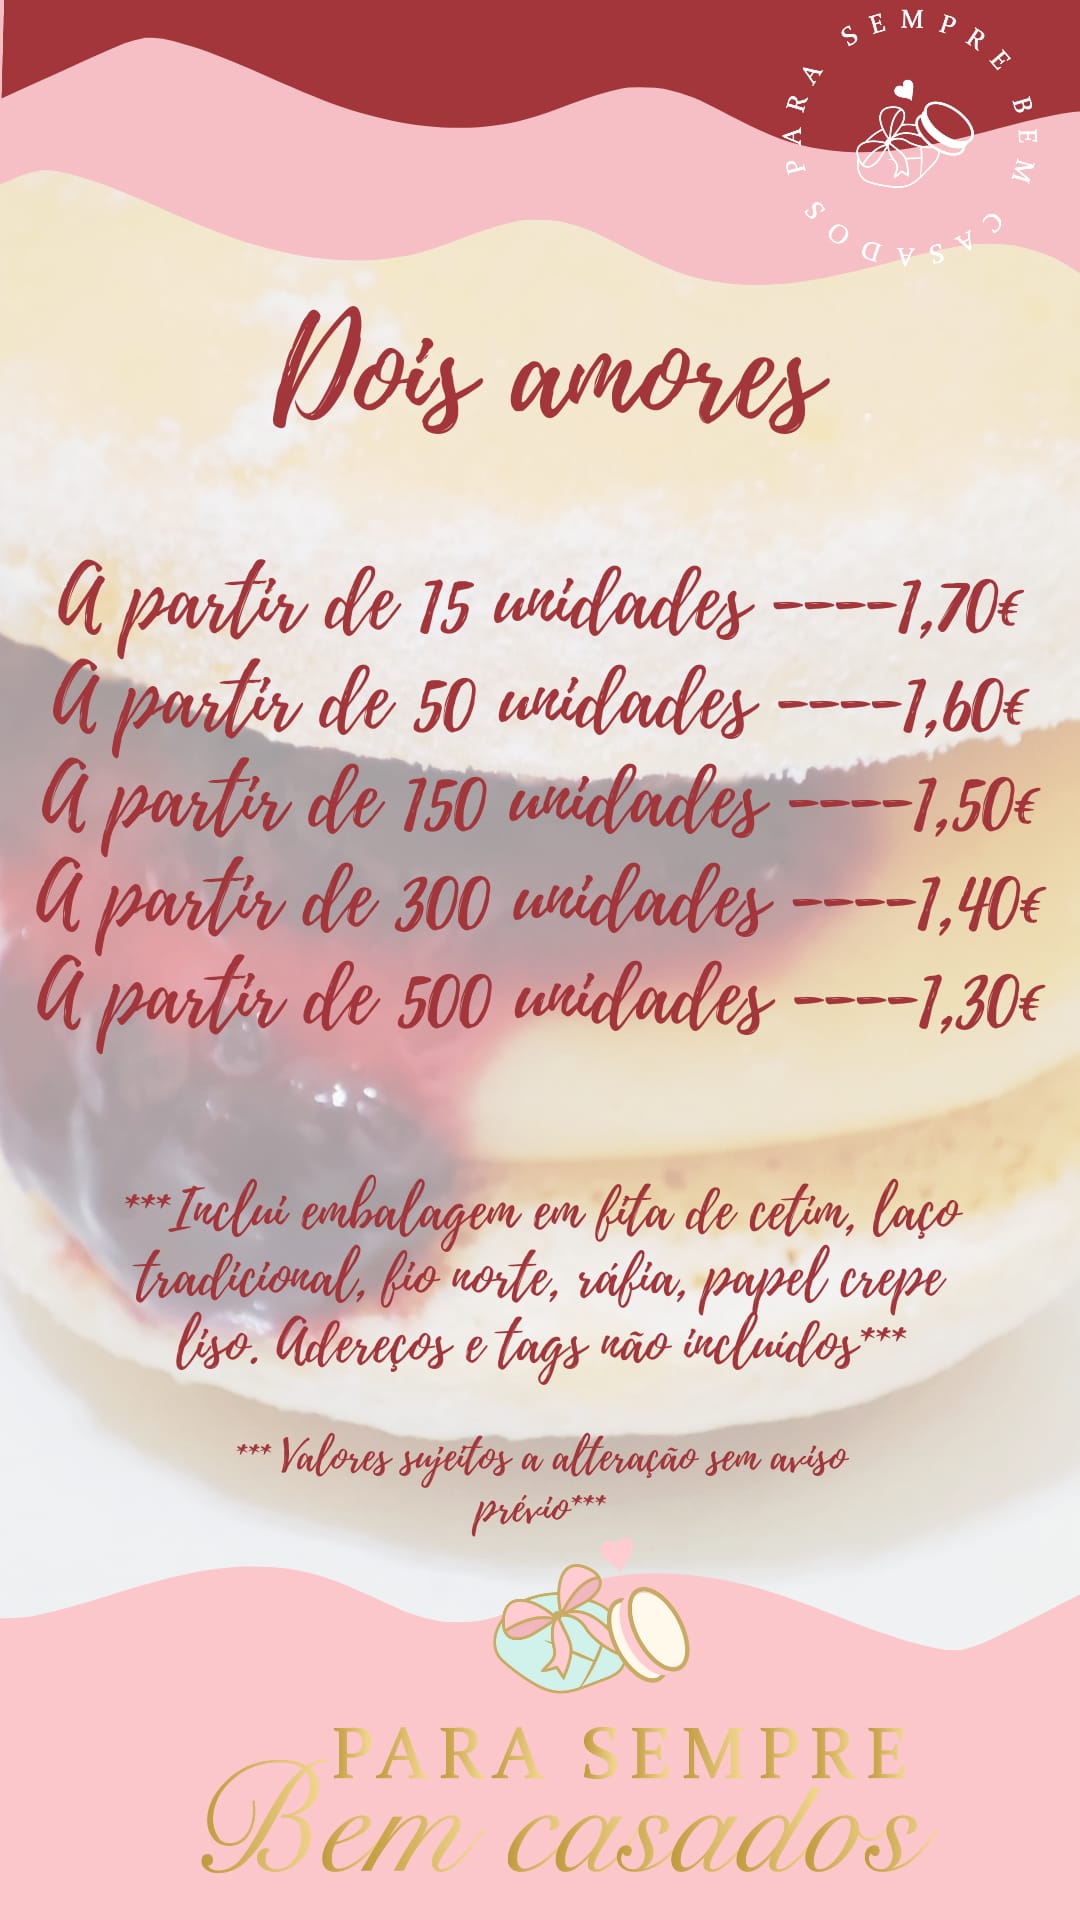 PARA SEMPRE BEM CASADOS
Dois amores
A partir de 15 unidades ----1,70€
A partir de 50 unidades ----1,60€
A partir de 150 unidades ----1,50€
A partir de 300 unidades ----1,40€
A partir de 500 unidades ----1,30€
***Inclui embalagem em fita de cetim, laço
tradicional, fio norte, ráfia, papel crepe
liso. Adereços e tags não incluídos***
*** Valores sujeitos a alteração sem aviso
prévio***
PARA SEMPRE
Bem casados